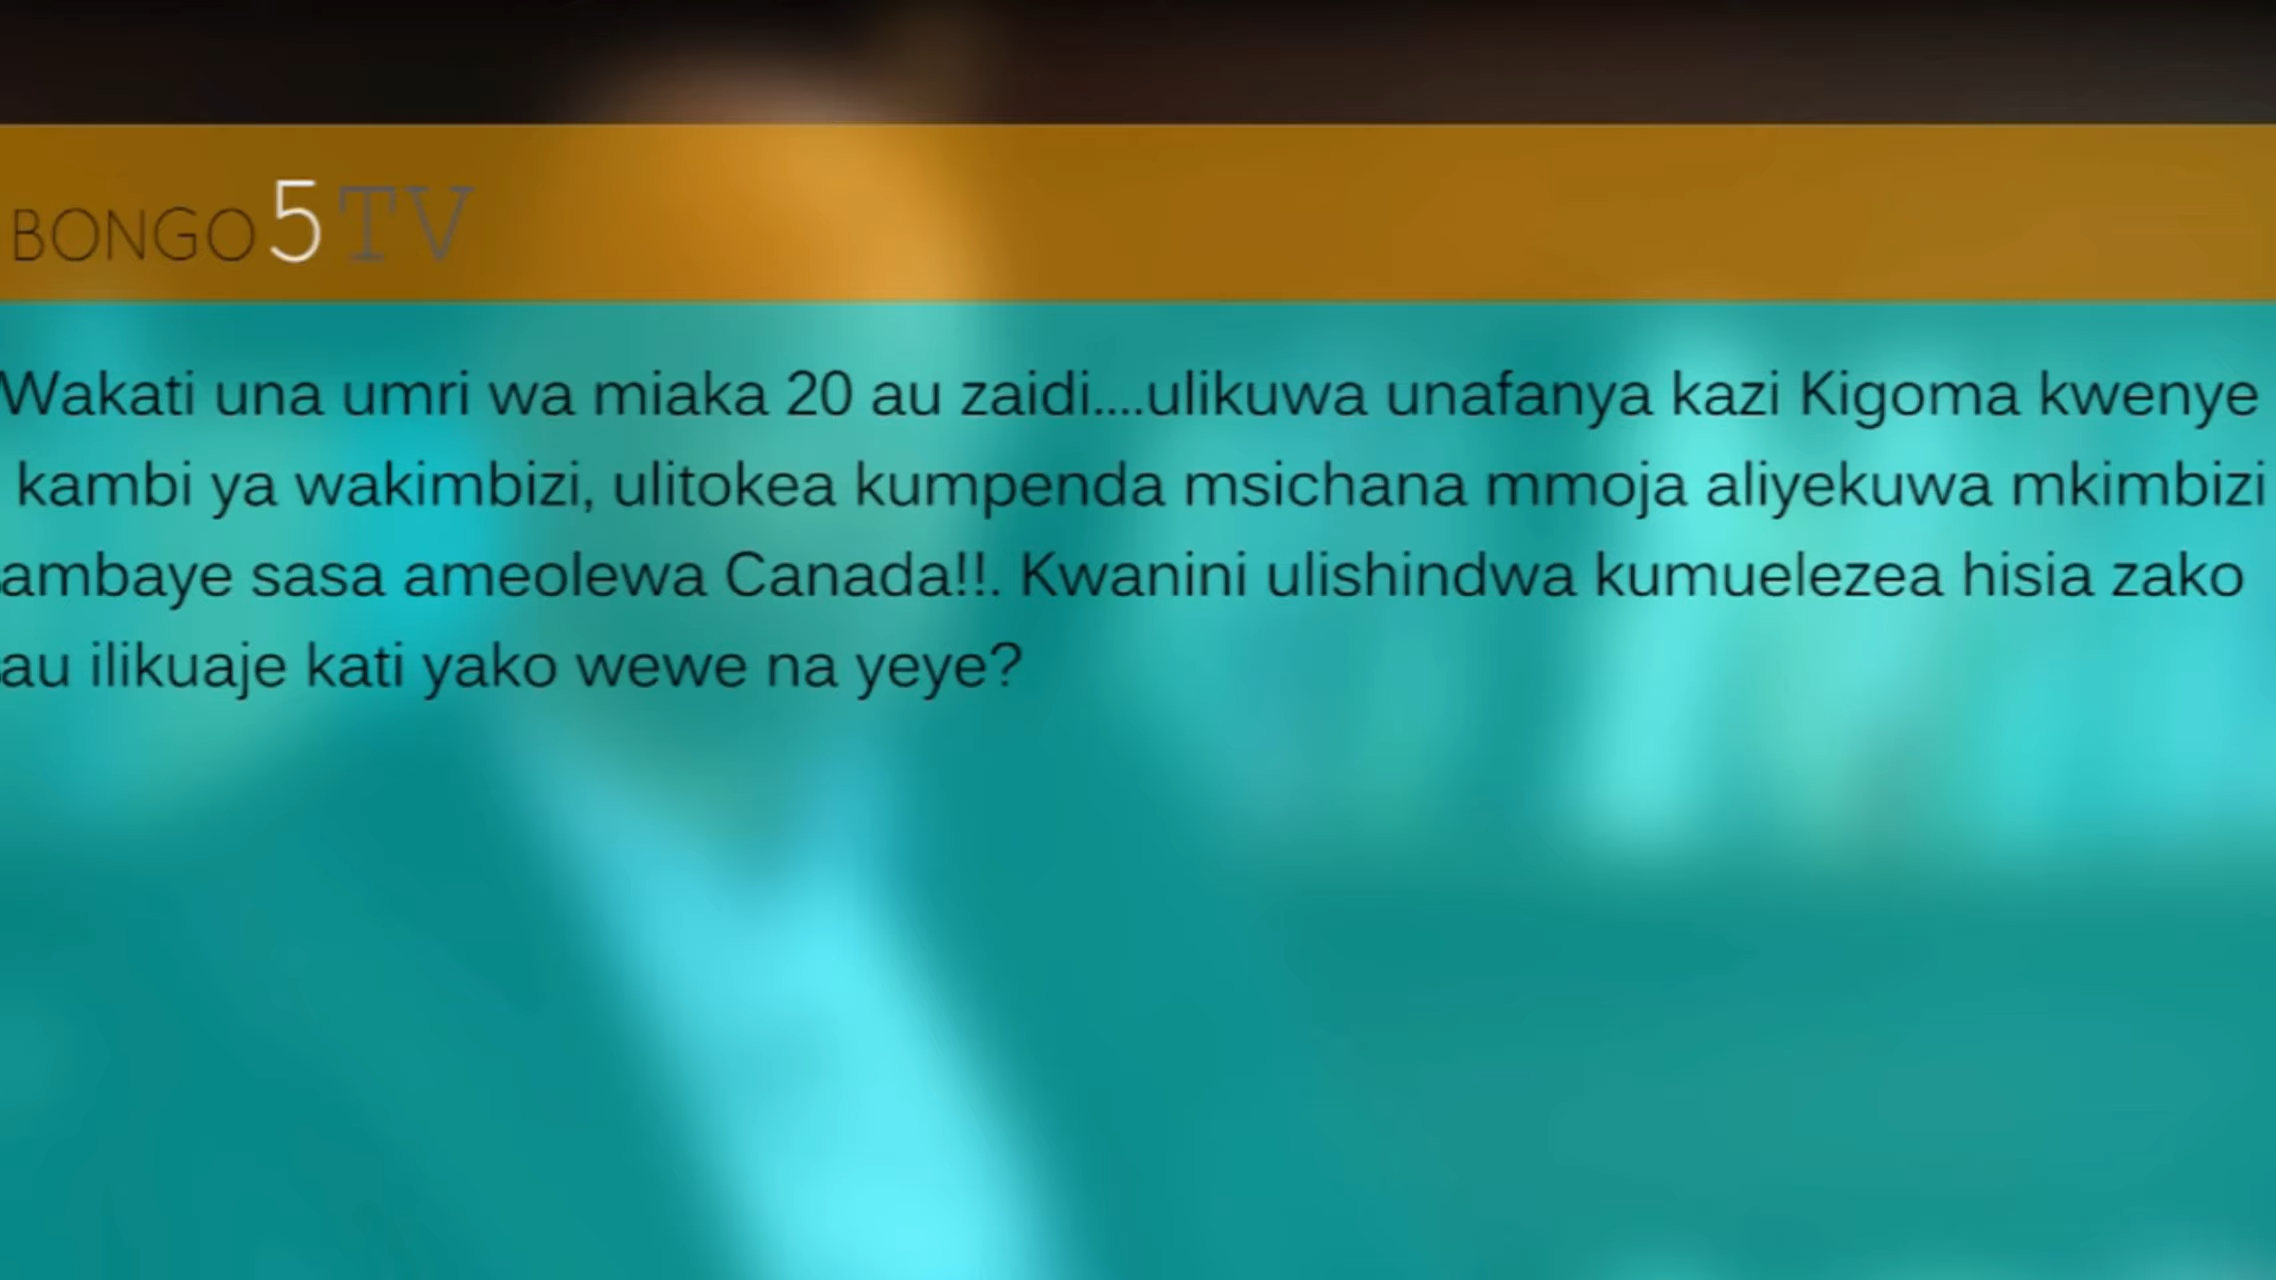 BONGO5 TV
Wakati una umri wa miaka 20 au zaidi....ulikuwa unafanya kazi Kigoma kwenye
kambi ya wakimbizi, ulitokea kumpenda msichana mmoja aliyekuwa mkimbizi
ambaye sasa ameolewa Canada!!. Kwanini ulishindwa kumuelezea hisia zako
au ilikuaje kati yako wewe na yeye?